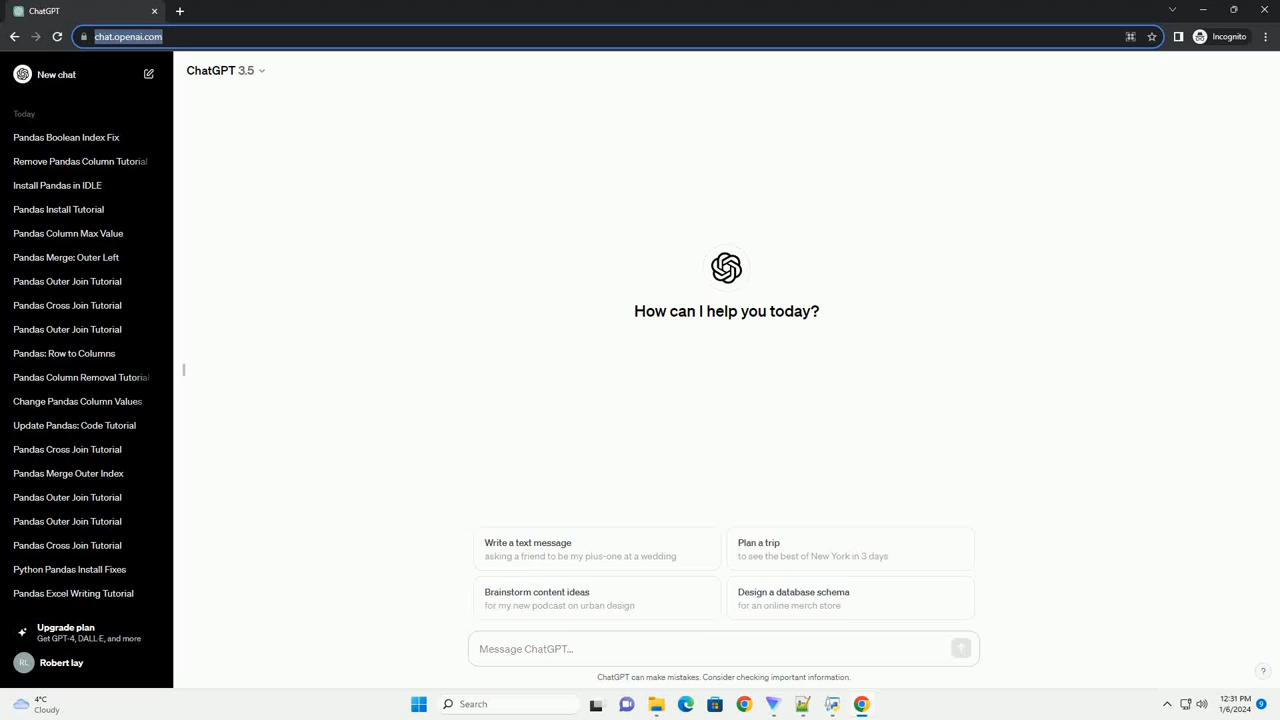 ChatGPT
chat.openai.com
Incognito
New chat
ChatGPT 3.5
Today
Pandas Boolean Index Fix
Remove Pandas Column Tutorial
Install Pandas in IDLE
Pandas Install Tutorial
Pandas Column Max Value
Pandas Merge: Outer Left
Pandas Outer Join Tutorial
Pandas Cross Join Tutorial
Pandas Outer Join Tutorial
Pandas: Row to Columns
Pandas Column Removal Tutorial
Change Pandas Column Values
Update Pandas: Code Tutorial
Pandas Cross Join Tutorial
Pandas Merge Outer Index
Pandas Outer Join Tutorial
Pandas Outer Join Tutorial
Pandas Cross Join Tutorial
Python Pandas Install Fixes
Pandas Excel Writing Tutorial
Upgrade plan
Get GPT-4, DALL·E, and more
RL Robert lay
How can I help you today?
Write a text message
asking a friend to be my plus-one at a wedding
Plan a trip
to see the best of New York in 3 days
Brainstorm content ideas
for my new podcast on urban design
Design a database schema
for an online merch store
Message ChatGPT...
ChatGPT can make mistakes. Consider checking important information.
?
4°C
Cloudy
Search
12:31 PM
1/6/2024
9